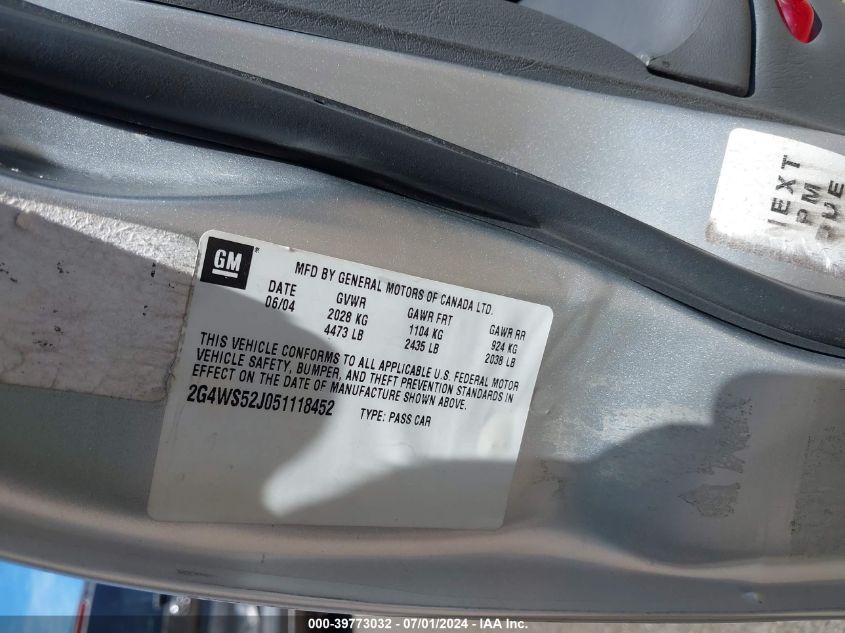 GM
MFD BY GENERAL MOTORS OF CANADA LTD.
DATE GVWR GAWR FRT GAWR RR
06/04 2028 KG 1104 KG 924 KG
4473 LB 2435 LB 2038 LB
THIS VEHICLE CONFORMS TO ALL APPLICABLE U.S. FEDERAL MOTOR
VEHICLE SAFETY, BUMPER, AND THEFT PREVENTION STANDARDS IN
EFFECT ON THE DATE OF MANUFACTURE SHOWN ABOVE.
2G4WS52J051118452 TYPE: PASS CAR
000-39773032 - 07/01/2024 - IAA Inc.